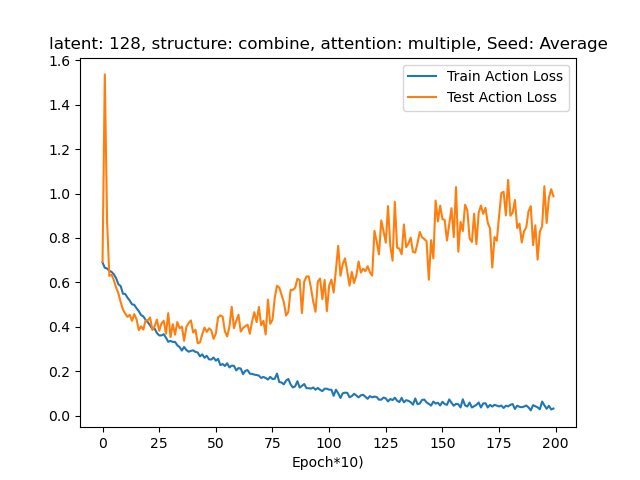 latent: 128, structure: combine, attention: multiple, Seed: Average
Train Action Loss
Test Action Loss
1.6
1.4
1.2
1.0
0.8
0.6
0.4
0.2
0.0
0 25 50 75 100 125 150 175 200
Epoch*10)